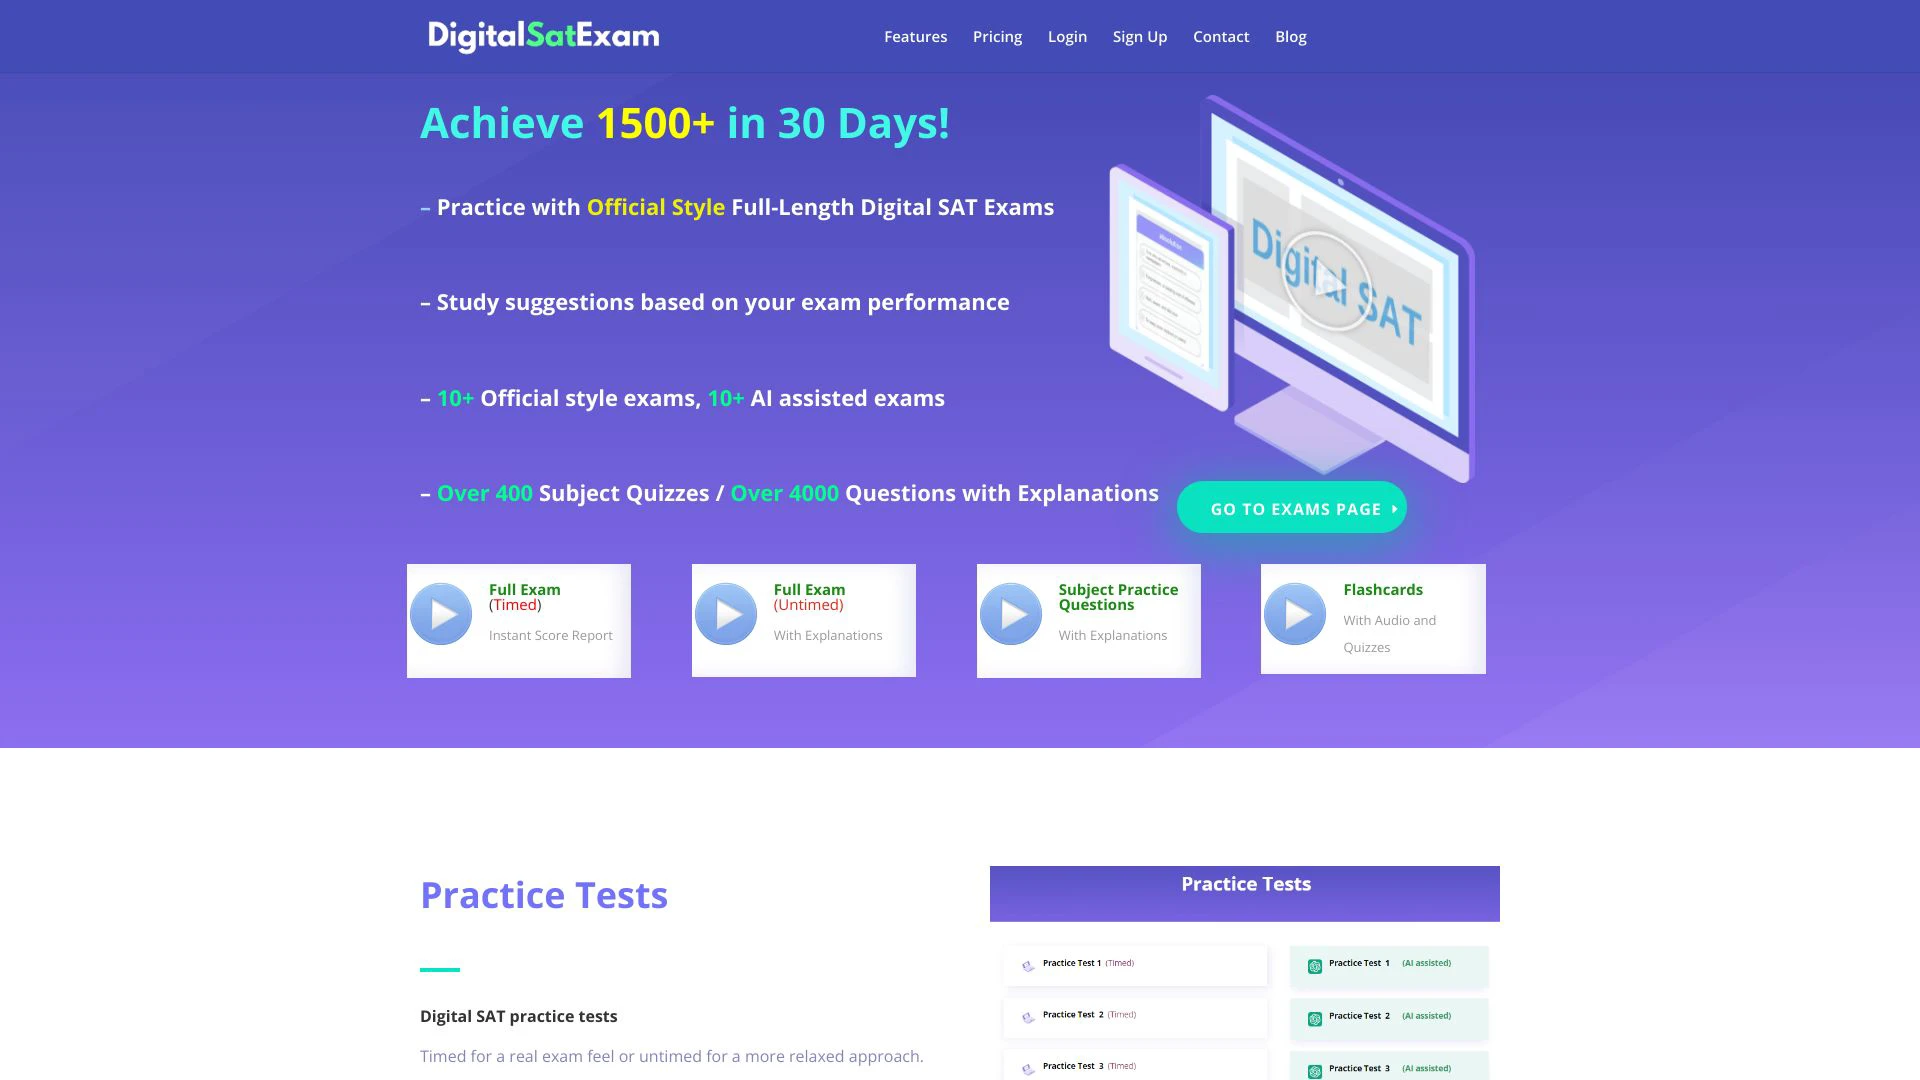 DigitalSatExam
Features Pricing Login Sign Up Contact Blog
Achieve 1500+ in 30 Days!
– Practice with Official Style Full-Length Digital SAT Exams
– Study suggestions based on your exam performance
– 10+ Official style exams, 10+ AI assisted exams
– Over 400 Subject Quizzes / Over 4000 Questions with Explanations
Digital SAT
GO TO EXAMS PAGE
Full Exam
(Timed)
Instant Score Report
Full Exam
(Untimed)
With Explanations
Subject Practice
Questions
With Explanations
Flashcards
With Audio and
Quizzes
Practice Tests
Digital SAT practice tests
Timed for a real exam feel or untimed for a more relaxed approach.
Practice Tests
Practice Test 1 (Timed)
Practice Test 1 (AI assisted)
Practice Test 2 (Timed)
Practice Test 2 (AI assisted)
Practice Test 3 (Timed)
Practice Test 3 (AI assisted)